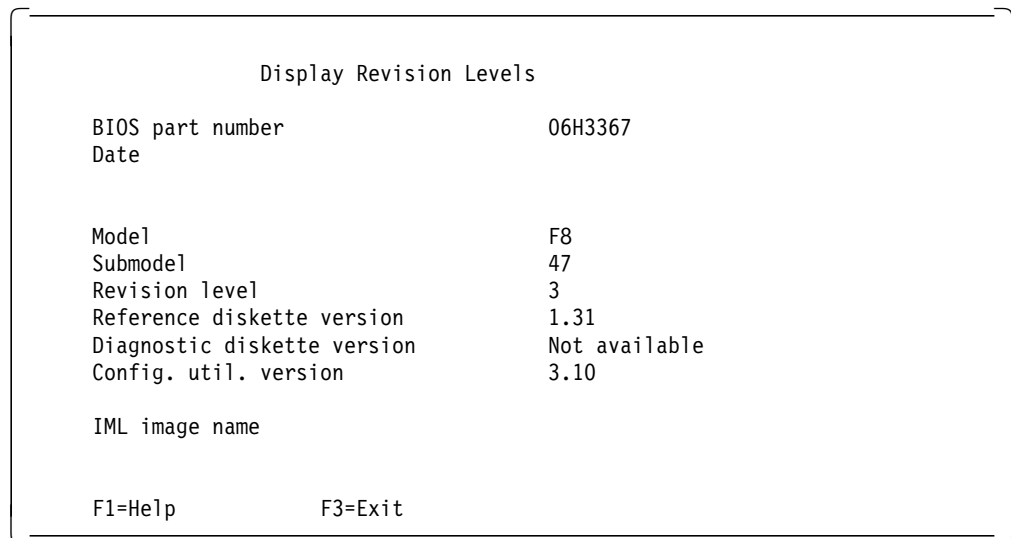 Display Revision Levels
BIOS part number 06H3367
Date
Model F8
Submodel 47
Revision level 3
Reference diskette version 1.31
Diagnostic diskette version Not available
Config. util. version 3.10
IML image name
F1=Help F3=Exit